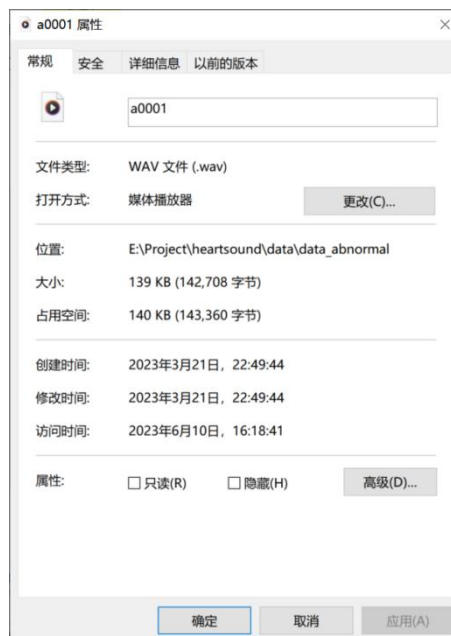 a0001 属性
常规 安全 详细信息 以前的版本
a0001
文件类型: WAV 文件 (.wav)
打开方式: 媒体播放器 更改(C)...
位置: E:\Project\heartsound\data\data_abnormal
大小: 139 KB (142,708 字节)
占用空间: 140 KB (143,360 字节)
创建时间: 2023年3月21日，22:49:44
修改时间: 2023年3月21日，22:49:44
访问时间: 2023年6月10日，16:18:41
属性: 只读(R) 隐藏(H) 高级(D)...
确定 取消 应用(A)